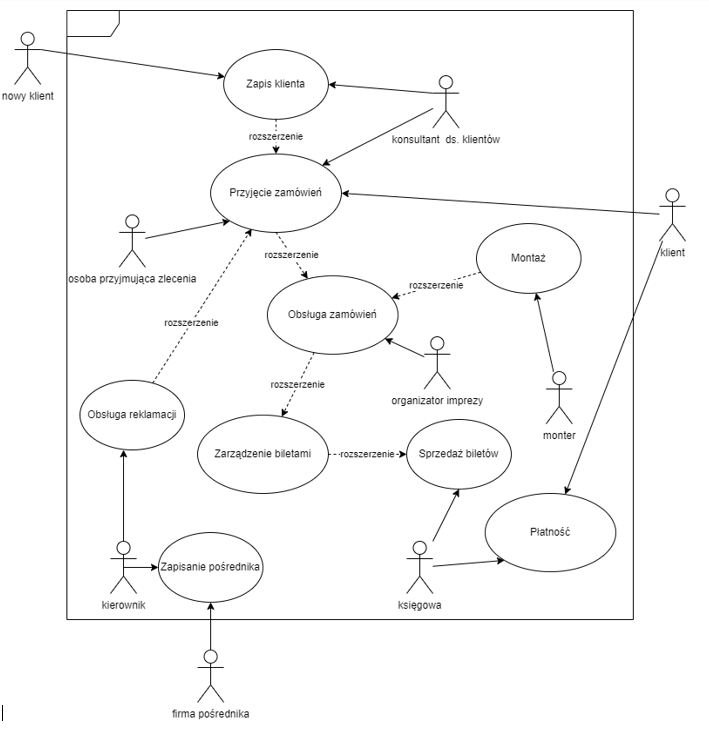 Zapis klienta
nowy klient
rozszerzenie
konsultant ds. klientów
Przyjęcie zamówień
klient
osoba przyjmująca zlecenia
rozszerzenie
Montaż
rozszerzenie
Obsługa zamówień
rozszerzenie
rozszerzenie
organizator imprezy
Obsługa reklamacji
monter
Zarządzenie biletami
rozszerzenie
Sprzedaż biletów
Płatność
Zapisanie pośrednika
kierownik
księgowa
firma pośrednika